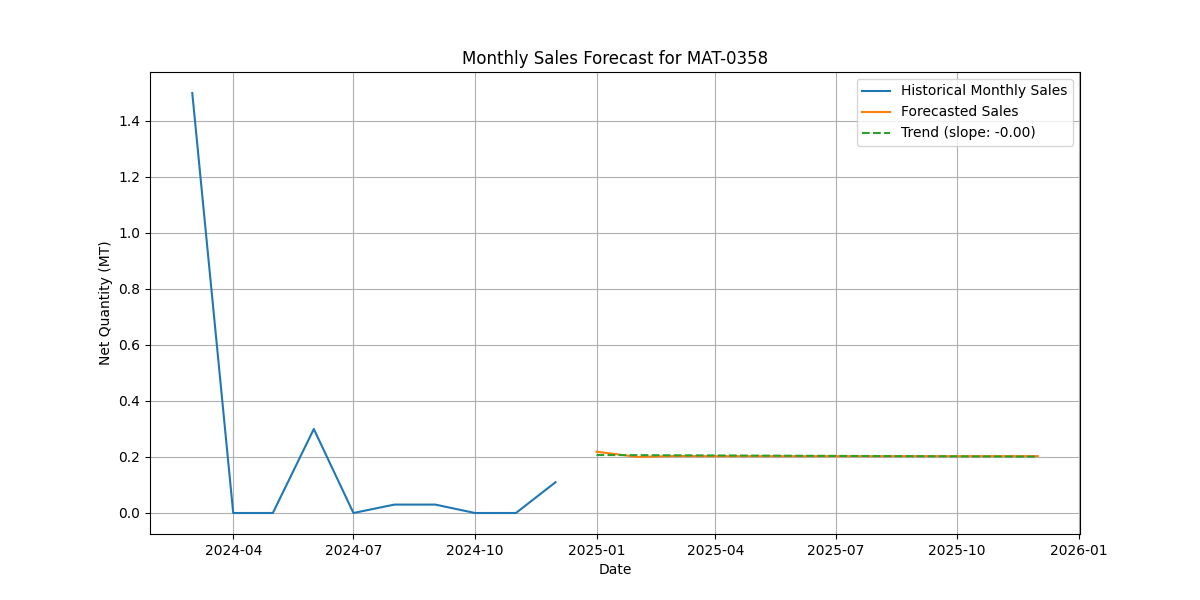 Monthly Sales Forecast for MAT-0358
Historical Monthly Sales
Forecasted Sales
Trend (slope: -0.00)
Net Quantity (MT)
1.4
1.2
1.0
0.8
0.6
0.4
0.2
0.0
2024-04 2024-07 2024-10 2025-01 2025-04 2025-07 2025-10 2026-01
Date